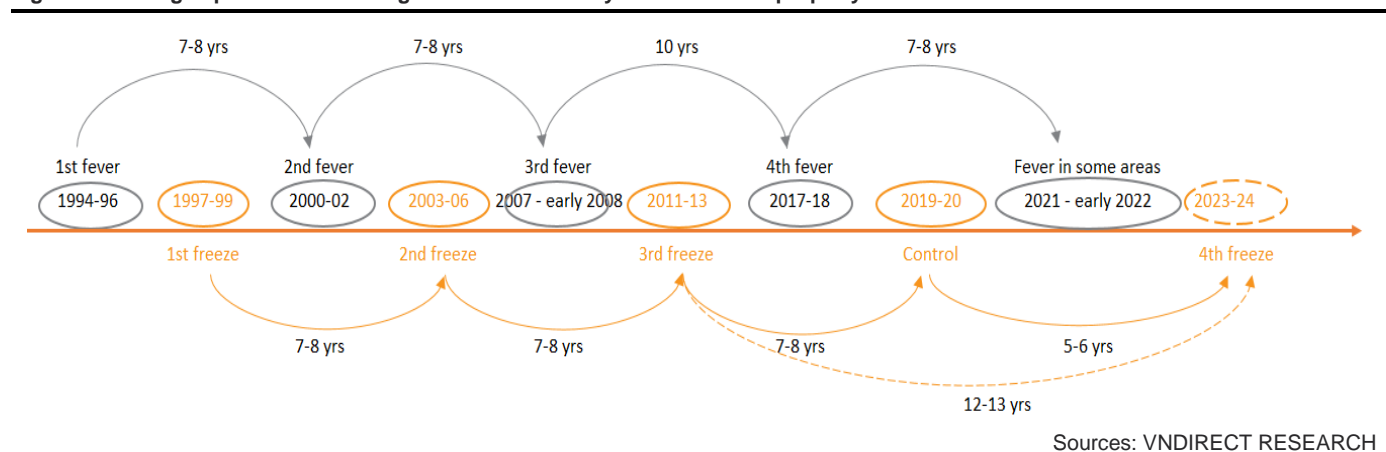 7-8 yrs 7-8 yrs 10 yrs 7-8 yrs
1st fever 2nd fever 3rd fever 4th fever Fever in some areas
1994-96 1997-99 2000-02 2003-06 2007 - early 2008 2011-13 2017-18 2019-20 2021 - early 2022 2023-24
1st freeze 2nd freeze 3rd freeze Control 4th freeze
7-8 yrs 7-8 yrs 7-8 yrs 5-6 yrs
12-13 yrs
Sources: VNDIRECT RESEARCH